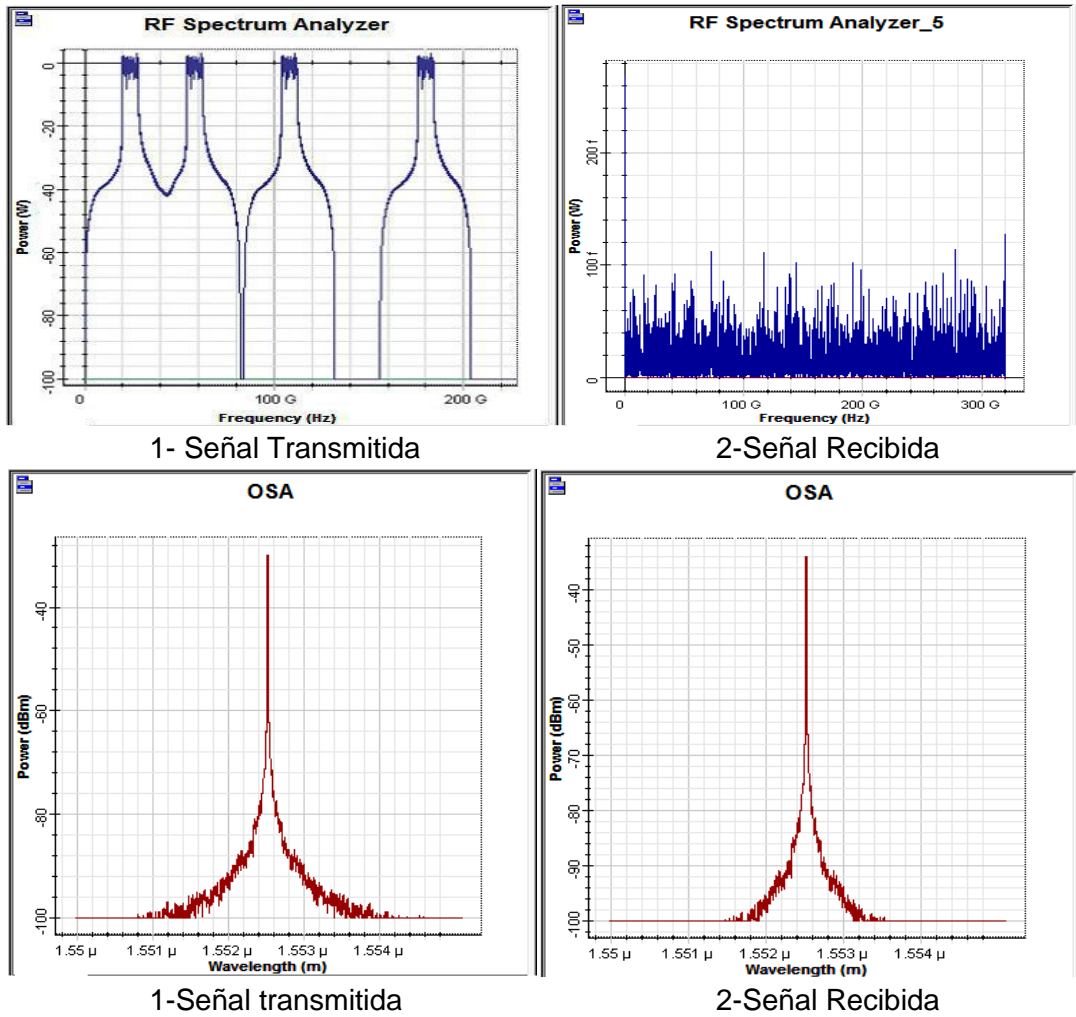 RF Spectrum Analyzer
Power (W)
0
-20
-40
-60
-80
-100
0
100 G
200 G
Frequency (Hz)
RF Spectrum Analyzer_5
Power (W)
200 f
100 f
0
0
100 G
200 G
300 G
Frequency (Hz)
1- Señal Transmitida
2-Señal Recibida
OSA
Power (dBm)
-40
-60
-80
-100
1.55 µ
1.551 µ
1.552 µ
1.553 µ
1.554 µ
Wavelength (m)
OSA
Power (dBm)
-40
-50
-60
-70
-80
-90
-100
1.55 µ
1.551 µ
1.552 µ
1.553 µ
1.554 µ
Wavelength (m)
1-Señal transmitida
2-Señal Recibida